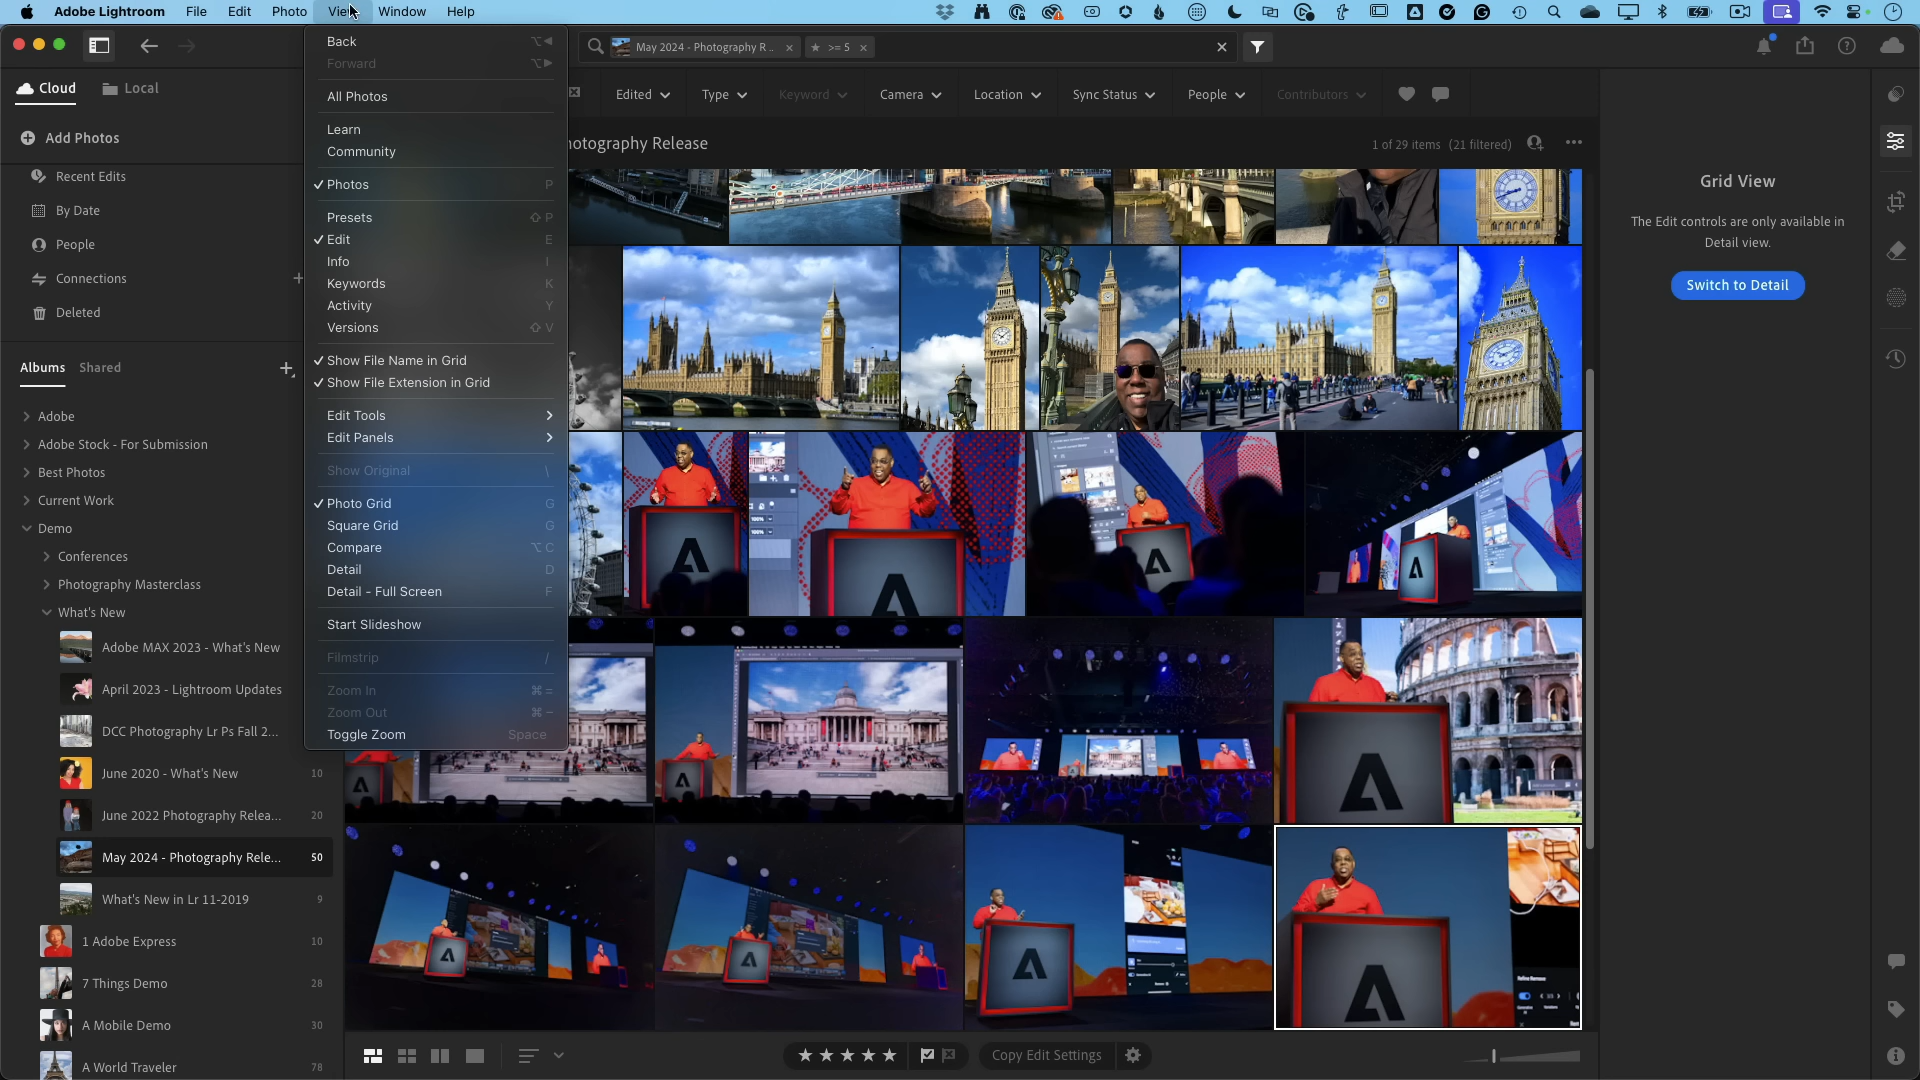 Adobe Lightroom File Edit Photo View Window Help
May 2024 - Photography R ..
>= 5
Cloud
Local
Add Photos
Recent Edits
By Date
People
Connections
Deleted
Albums
Shared
Adobe
Adobe Stock - For Submission
Best Photos
Current Work
Demo
Conferences
Photography Masterclass
What's New
Adobe MAX 2023 - What's New
April 2023 - Lightroom Updates
DCC Photography Lr Ps Fall 2...
June 2020 - What's New 10
June 2022 Photography Relea... 20
May 2024 - Photography Rele... 50
What's New in Lr 11-2019 9
1 Adobe Express 10
7 Things Demo 28
A Mobile Demo 30
A World Traveler 78
Back ⌥◀
Forward ⌥▶
All Photos
Learn
Community
✓ Photos P
Presets ⇧ P
✓ Edit E
Info I
Keywords K
Activity Y
Versions ⇧ V
✓ Show File Name in Grid
✓ Show File Extension in Grid
Edit Tools
Edit Panels
Show Original \
✓ Photo Grid G
Square Grid G
Compare ⌥ C
Detail D
Detail - Full Screen F
Start Slideshow
Filmstrip /
Zoom In ⌘ =
Zoom Out ⌘ −
Toggle Zoom Space
Edited Type Keyword Camera Location Sync Status People Contributors
hotography Release
1 of 29 items (21 filtered)
Grid View
The Edit controls are only available in
Detail view.
Switch to Detail
Refine Remove
Copy Edit Settings